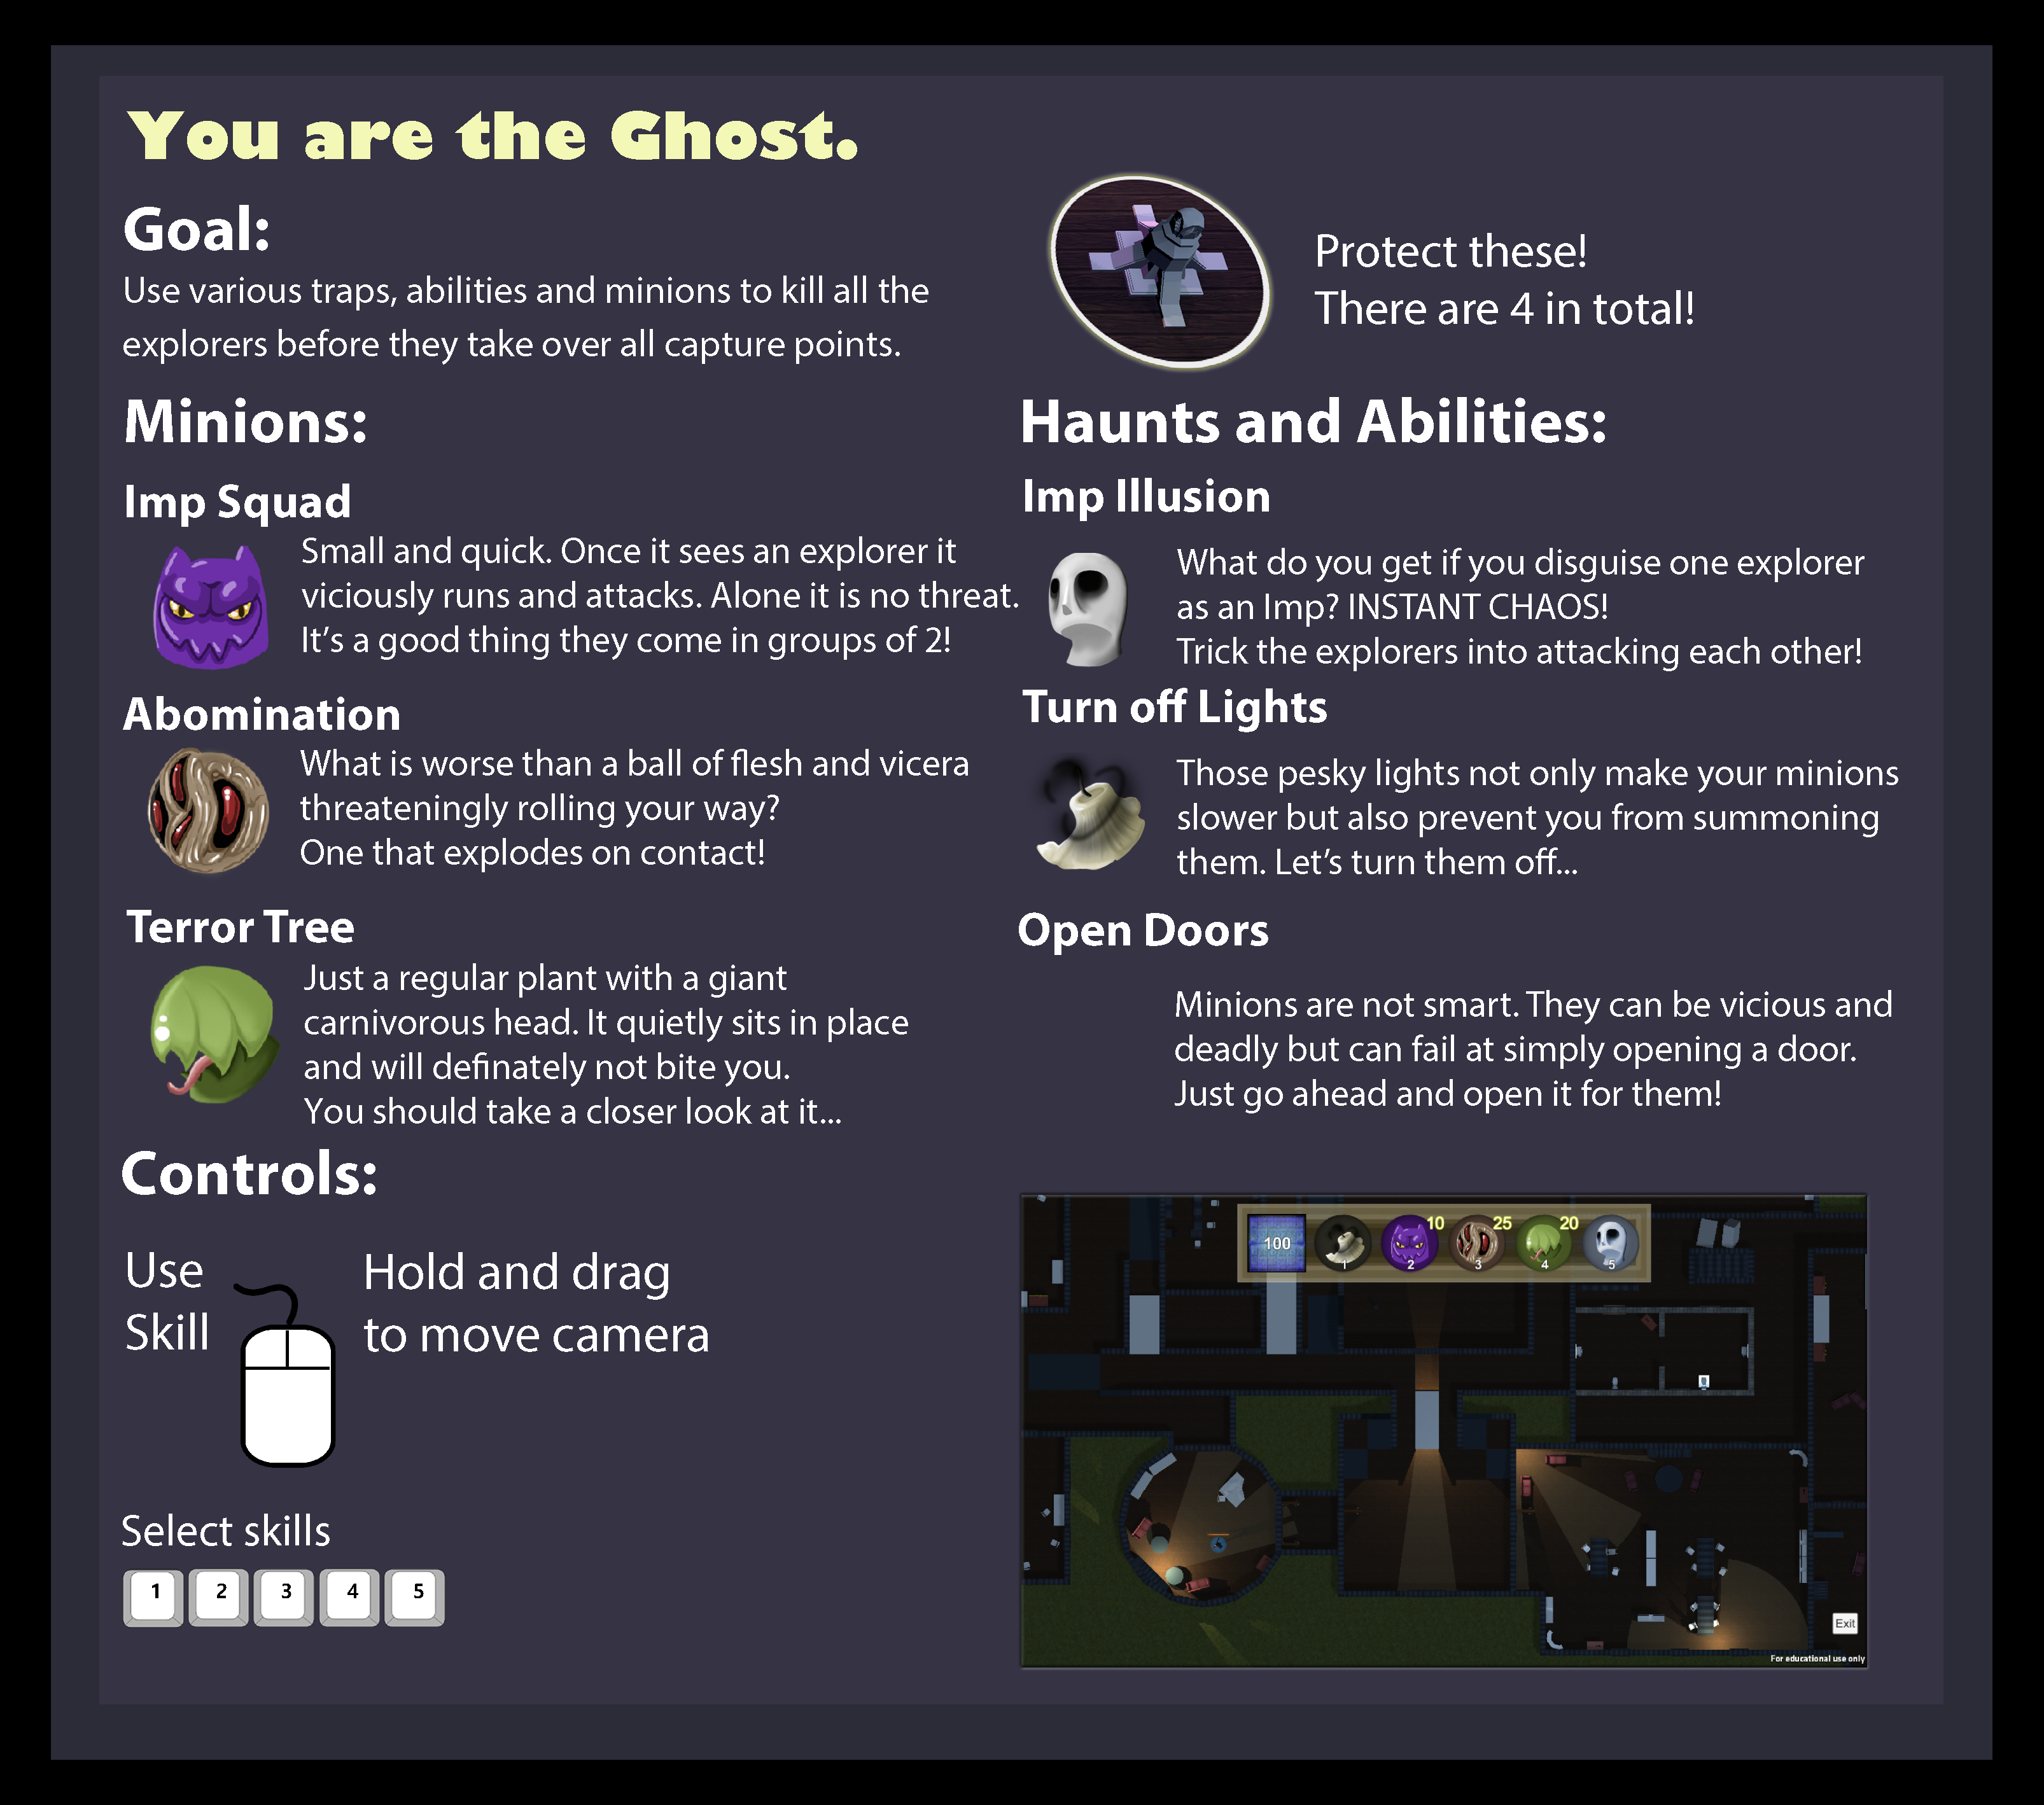 You are the Ghost.
Goal:
Use various traps, abilities and minions to kill all the
explorers before they take over all capture points.
Protect these!
There are 4 in total!
Minions:
Imp Squad
Small and quick. Once it sees an explorer it
viciously runs and attacks. Alone it is no threat.
It's a good thing they come in groups of 2!
Abomination
What is worse than a ball of flesh and vicera
threateningly rolling your way?
One that explodes on contact!
Terror Tree
Just a regular plant with a giant
carnivorous head. It quietly sits in place
and will definately not bite you.
You should take a closer look at it...
Haunts and Abilities:
Imp Illusion
What do you get if you disguise one explorer
as an Imp? INSTANT CHAOS!
Trick the explorers into attacking each other!
Turn off Lights
Those pesky lights not only make your minions
slower but also prevent you from summoning
them. Let's turn them off...
Open Doors
Minions are not smart. They can be vicious and
deadly but can fail at simply opening a door.
Just go ahead and open it for them!
Controls:
Use
Skill
Hold and drag
to move camera
Select skills
1 2 3 4 5
10 25 20
100
1 2 3 4 5
Exit
For educational use only